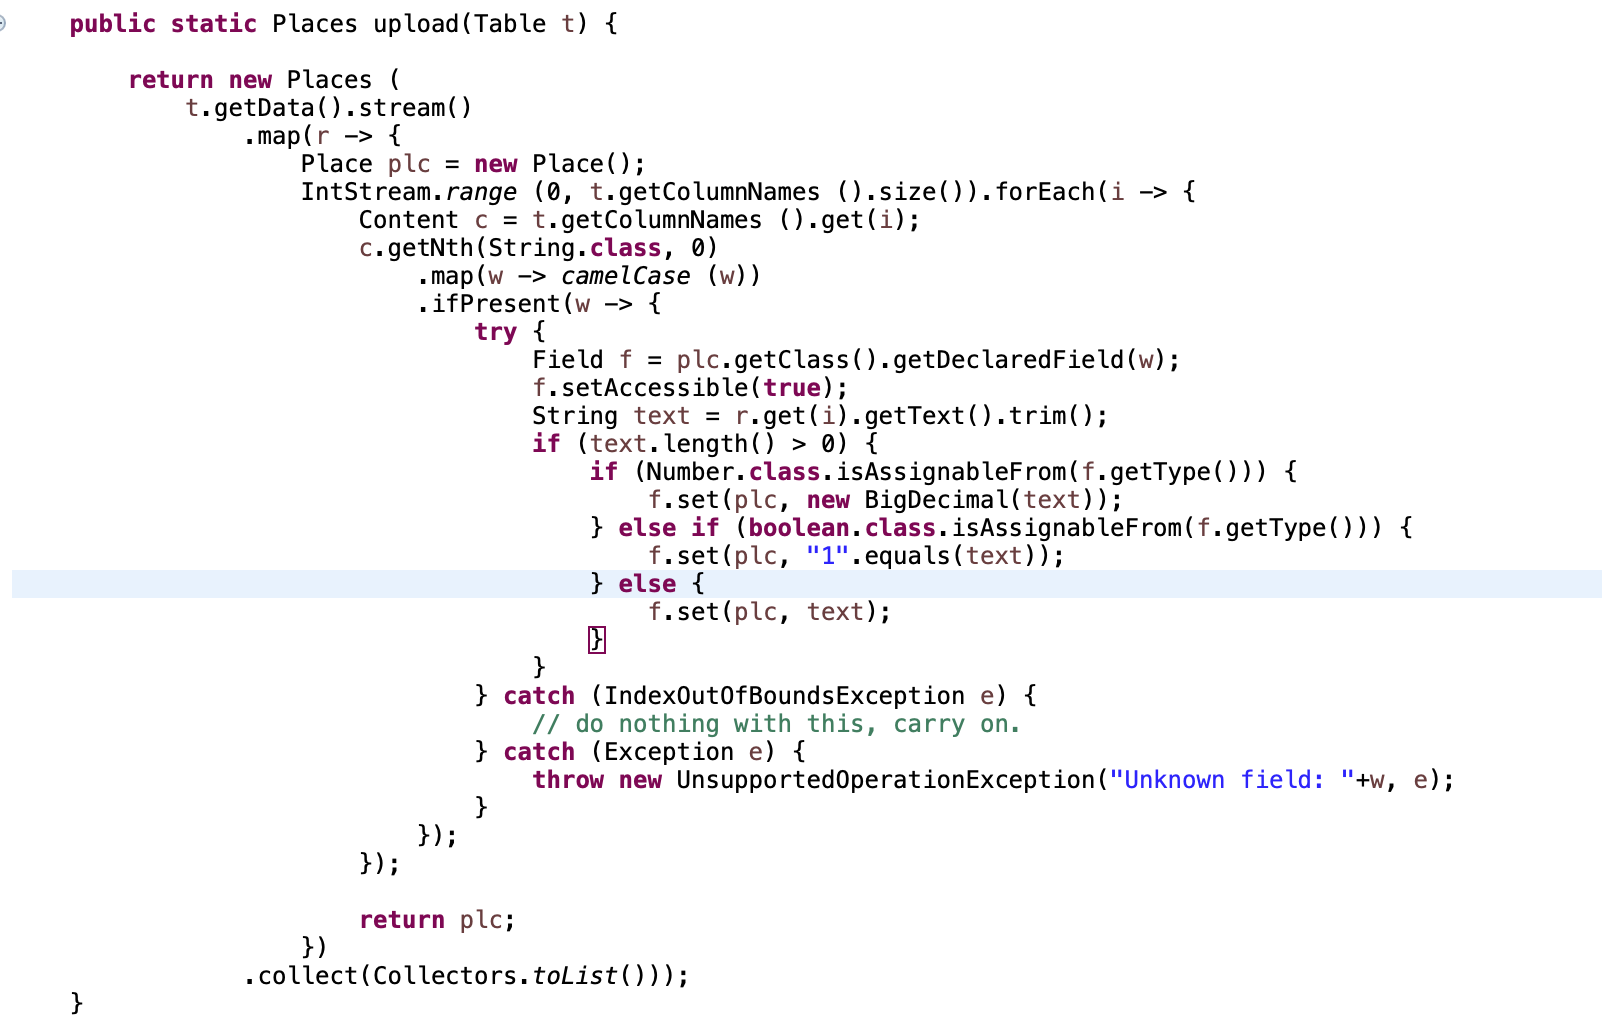 public static Places upload(Table t) {
return new Places (
t.getData().stream()
.map(r -> {
Place plc = new Place();
IntStream.range (0, t.getColumnNames ().size()).forEach(i -> {
Content c = t.getColumnNames ().get(i);
c.getNth(String.class, 0)
.map(w -> camelCase (w))
.ifPresent(w -> {
try {
Field f = plc.getClass().getDeclaredField(w);
f.setAccessible(true);
String text = r.get(i).getText().trim();
if (text.length() > 0) {
if (Number.class.isAssignableFrom(f.getType())) {
f.set(plc, new BigDecimal(text));
} else if (boolean.class.isAssignableFrom(f.getType())) {
f.set(plc, "1".equals(text));
} else {
f.set(plc, text);
}
}
} catch (IndexOutOfBoundsException e) {
// do nothing with this, carry on.
} catch (Exception e) {
throw new UnsupportedOperationException("Unknown field: "+w, e);
}
});
});
return plc;
})
.collect(Collectors.toList()));
}